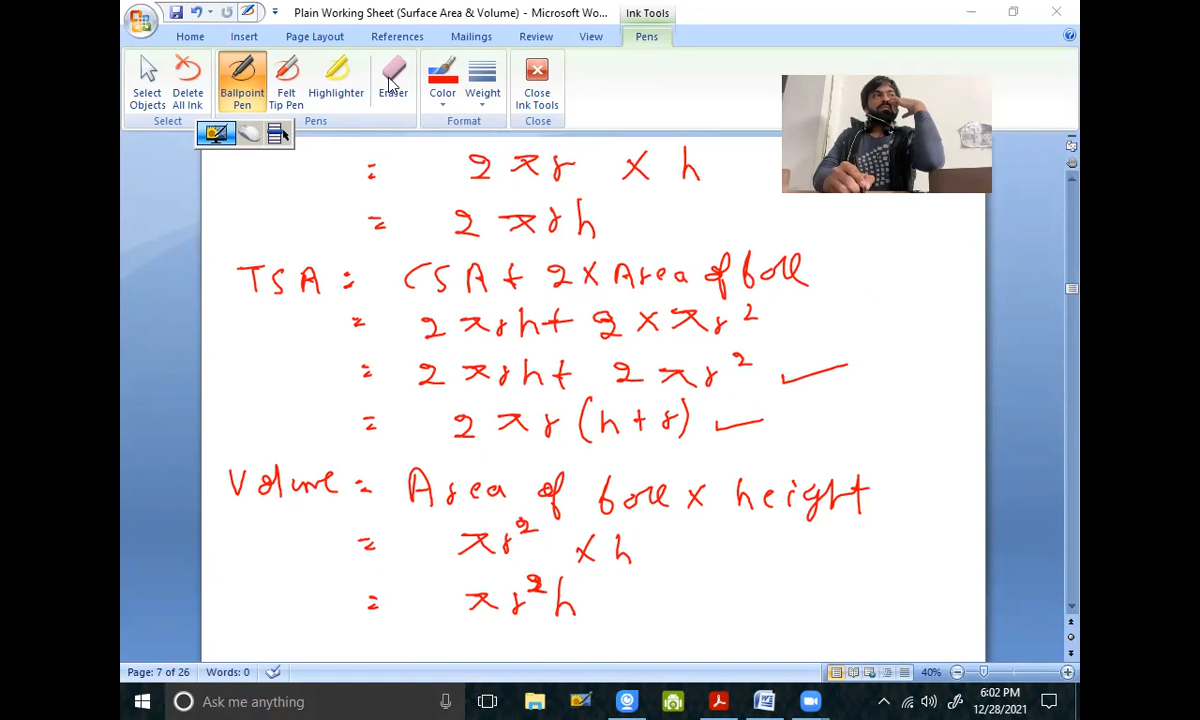 Plain Working Sheet (Surface Area & Volume) - Microsoft Wo...
Ink Tools
Home Insert Page Layout References Mailings Review View Pens
Select Objects
Delete All Ink
Ballpoint Pen
Felt Tip Pen
Highlighter
Eraser
Color
Weight
Close Ink Tools
Select Pens Format Close
= 2πr × h
= 2πrh
TSA = CSA + 2 × Area of base
= 2πrh + 2 × πr²
= 2πrh + 2πr² ✓
= 2πr (h + r) ✓
Volume = Area of base × height
= πr² × h
= πr²h
Page: 7 of 26 Words: 0 40%
Ask me anything
6:02 PM
12/28/2021